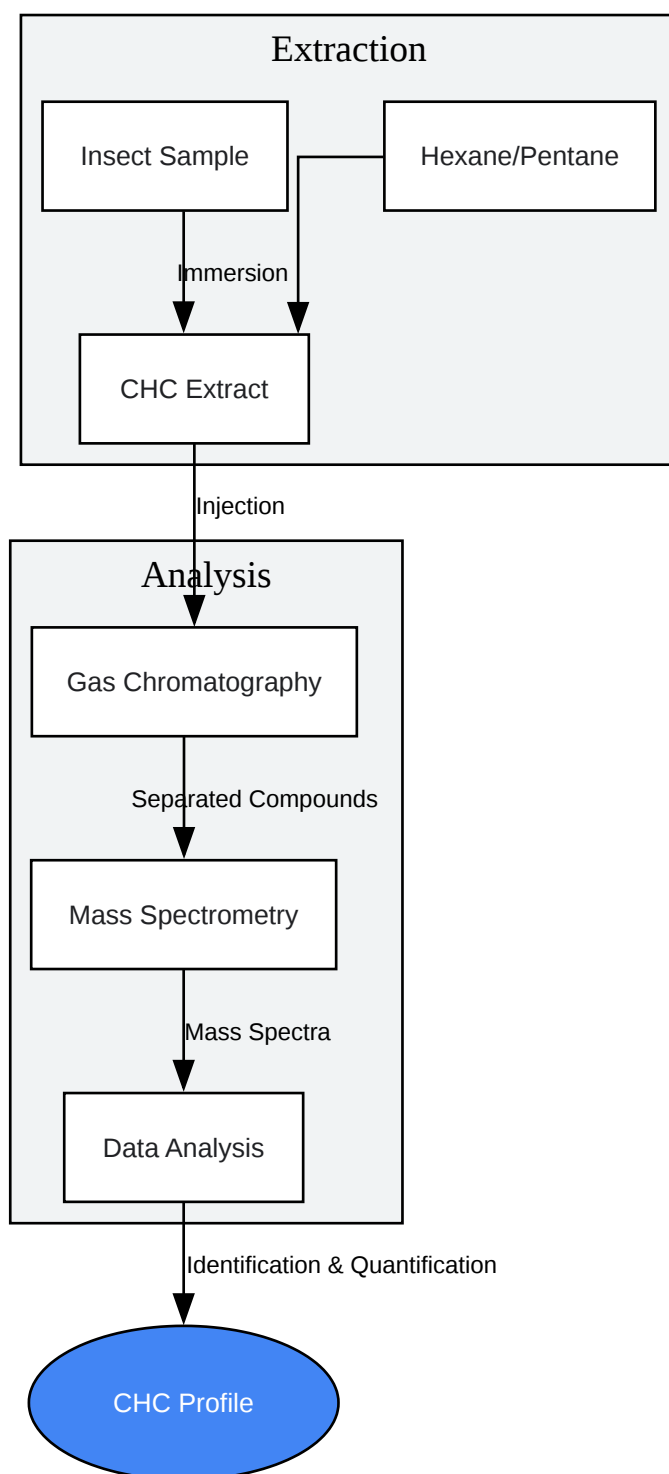 Extraction
Insect Sample
Hexane/Pentane
Immersion
CHC Extract
Injection
Analysis
Gas Chromatography
Separated Compounds
Mass Spectrometry
Mass Spectra
Data Analysis
Identification & Quantification
CHC Profile